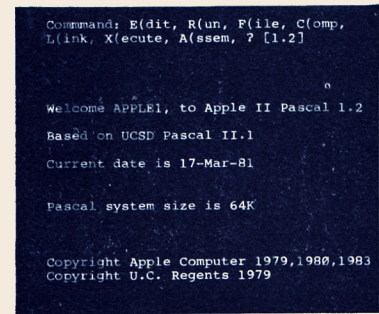 Commmand: E(dit, R(un, F(ile, C(omp,
L(ink, X(ecute, A(ssem, ? [1.2]
Welcome APPLE1, to Apple II Pascal 1.2
Based on UCSD Pascal II.1
Current date is 17-Mar-81
Pascal system size is 64K
Copyright Apple Computer 1979,1980,1983
Copyright U.C. Regents 1979